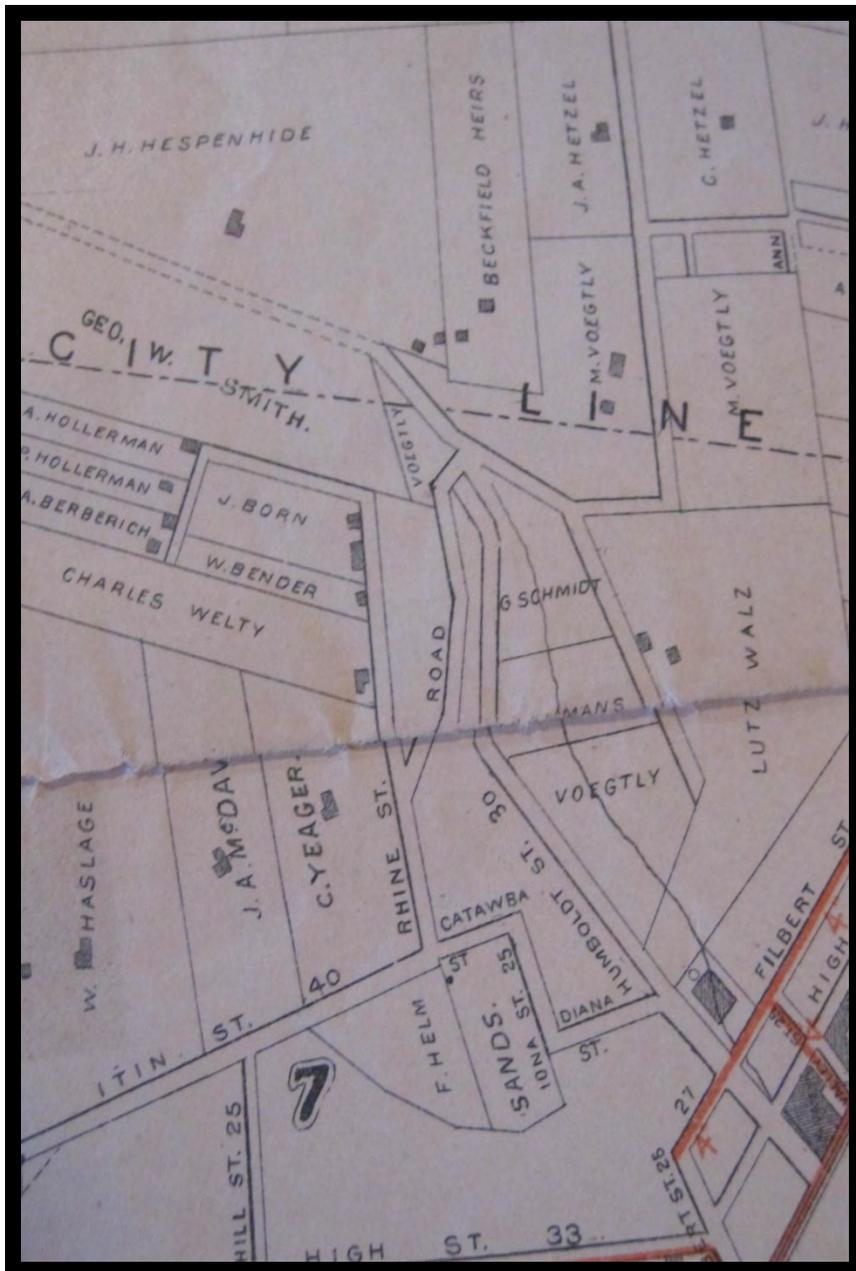 J. H. HESPENHIDE
BECKFIELD HEIRS
J. A. HETZEL
C. HETZEL
J. H
ANN
A
M. VOEGTLY
M. VOEGTLY
GEO. W. SMITH.
CITY LINE
VOEGTLY
A. HOLLERMAN
P. HOLLERMAN
A. BERBERICH
J. BORN
W. BENDER
CHARLES WELTY
ROAD
G SCHMIDT
MANS
VOEGTLY
LUTZ WALZ
W. HASLAGE
J. A. McDAV
C. YEAGER.
RHINE ST.
30
HUMBOLDT ST.
CATAWBA
ST
FILBERT ST
HIGH
4
ITIN ST. 40
F. HELM
SANDS.
IONA ST. 25
DIANA
ST.
7
HILL ST. 25
27
4
ERT ST. 25
HIGH ST. 33